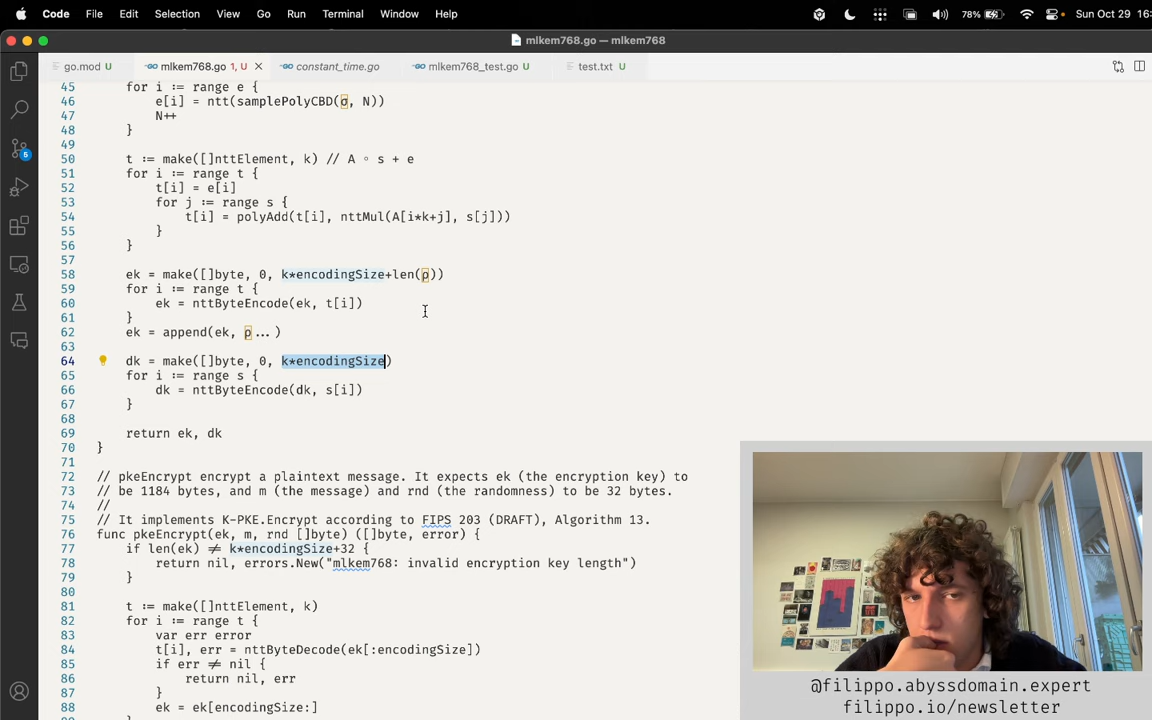 Code File Edit Selection View Go Run Terminal Window Help 78% Sun Oct 29 16:
mlkem768.go — mlkem768
go.mod U mlkem768.go 1, U constant_time.go mlkem768_test.go U test.txt U
45 for i := range e {
46 e[i] = ntt(samplePolyCBD(σ, N))
47 N++
48 }
49
50 t := make([]nttElement, k) // A ∘ s + e
51 for i := range t {
52 t[i] = e[i]
53 for j := range s {
54 t[i] = polyAdd(t[i], nttMul(A[i*k+j], s[j]))
55 }
56 }
57
58 ek = make([]byte, 0, k*encodingSize+len(ρ))
59 for i := range t {
60 ek = nttByteEncode(ek, t[i])
61 }
62 ek = append(ek, ρ...)
63
64 dk = make([]byte, 0, k*encodingSize)
65 for i := range s {
66 dk = nttByteEncode(dk, s[i])
67 }
68
69 return ek, dk
70 }
71
72 // pkeEncrypt encrypt a plaintext message. It expects ek (the encryption key) to
73 // be 1184 bytes, and m (the message) and rnd (the randomness) to be 32 bytes.
74 //
75 // It implements K-PKE.Encrypt according to FIPS 203 (DRAFT), Algorithm 13.
76 func pkeEncrypt(ek, m, rnd []byte) ([]byte, error) {
77 if len(ek) != k*encodingSize+32 {
78 return nil, errors.New("mlkem768: invalid encryption key length")
79 }
80
81 t := make([]nttElement, k)
82 for i := range t {
83 var err error
84 t[i], err = nttByteDecode(ek[:encodingSize])
85 if err != nil {
86 return nil, err
87 }
88 ek = ek[encodingSize:]
5
@filippo.abyssdomain.expert
filippo.io/newsletter